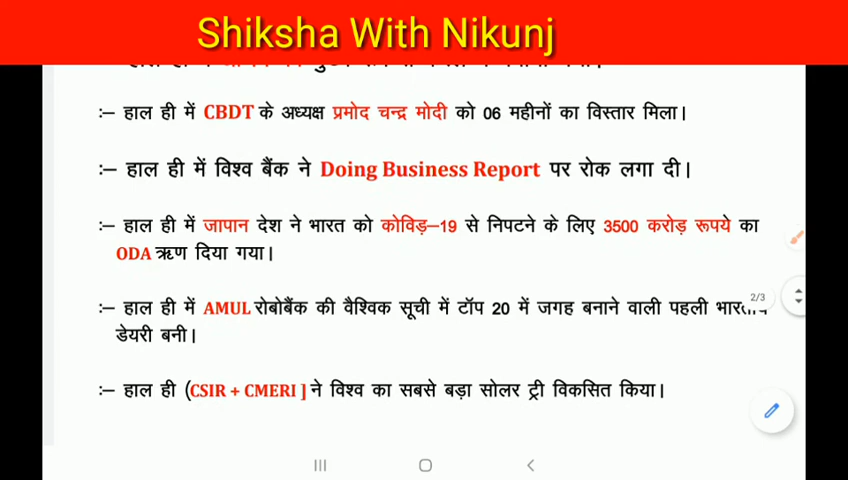 Shiksha With Nikunj
:– हाल ही में CBDT के अध्यक्ष प्रमोद चन्द्र मोदी को 06 महीनों का विस्तार मिला।
:– हाल ही में विश्व बैंक ने Doing Business Report पर रोक लगा दी।
:– हाल ही में जापान देश ने भारत को कोविड़–19 से निपटने के लिए 3500 करोड़ रूपये का
ODA ऋण दिया गया।
2/3
:– हाल ही में AMUL रोबोबैंक की वैश्विक सूची में टॉप 20 में जगह बनाने वाली पहली भारतीय
डेयरी बनी।
:– हाल ही (CSIR + CMERI ] ने विश्व का सबसे बड़ा सोलर ट्री विकसित किया।